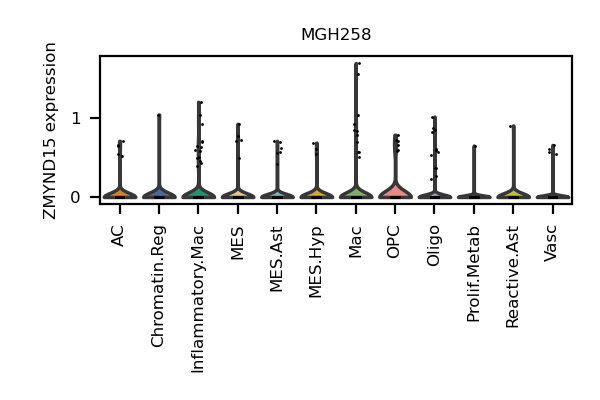 MGH258
ZMYND15 expression
1
0
AC
Chromatin.Reg
Inflammatory.Mac
MES
MES.Ast
MES.Hyp
Mac
OPC
Oligo
Prolif.Metab
Reactive.Ast
Vasc